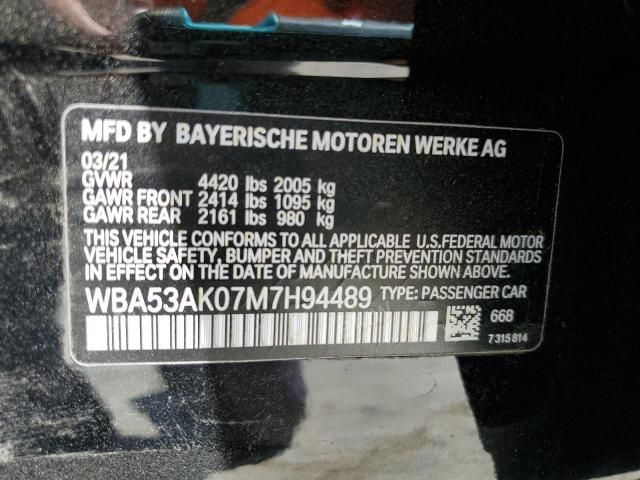 MFD BY BAYERISCHE MOTOREN WERKE AG
03/21
GVWR 4420 lbs 2005 kg
GAWR FRONT 2414 lbs 1095 kg
GAWR REAR 2161 lbs 980 kg
THIS VEHICLE CONFORMS TO ALL APPLICABLE U.S.FEDERAL MOTOR
VEHICLE SAFETY, BUMPER AND THEFT PREVENTION STANDARDS
IN EFFECT ON THE DATE OF MANUFACTURE SHOWN ABOVE.
WBA53AK07M7H94489 TYPE: PASSENGER CAR
668
7315814